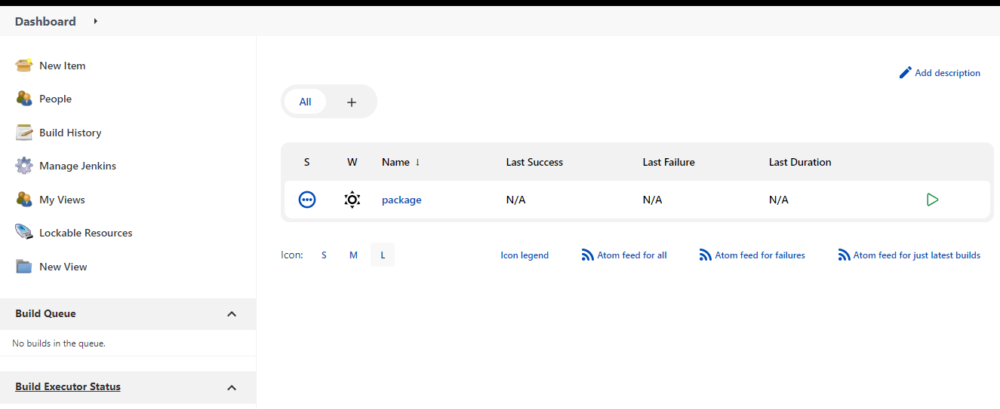 Dashboard
New Item
People
Build History
Manage Jenkins
My Views
Lockable Resources
New View
Build Queue
No builds in the queue.
Build Executor Status
Add description
All +
S W Name ↓ Last Success Last Failure Last Duration
package N/A N/A N/A
Icon: S M L Icon legend Atom feed for all Atom feed for failures Atom feed for just latest builds